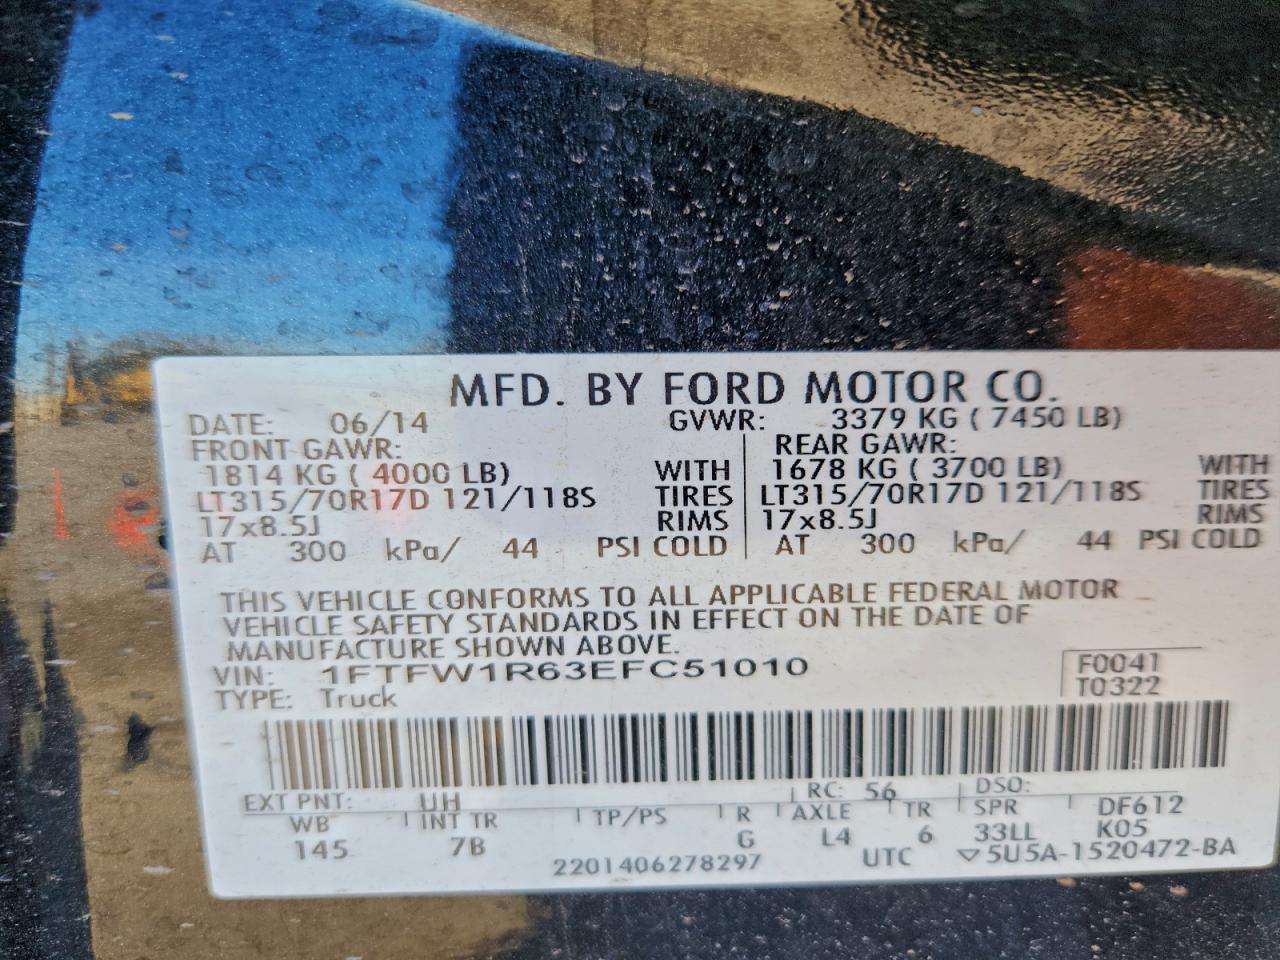 MFD. BY FORD MOTOR CO.
DATE: 06/14 GVWR: 3379 KG ( 7450 LB)
FRONT GAWR: REAR GAWR:
1814 KG ( 4000 LB) WITH 1678 KG ( 3700 LB) WITH
LT315/70R17D 121/118S TIRES LT315/70R17D 121/118S TIRES
17x8.5J RIMS 17x8.5J RIMS
AT 300 kPa/ 44 PSI COLD AT 300 kPa/ 44 PSI COLD
THIS VEHICLE CONFORMS TO ALL APPLICABLE FEDERAL MOTOR
VEHICLE SAFETY STANDARDS IN EFFECT ON THE DATE OF
MANUFACTURE SHOWN ABOVE.
VIN: 1FTFW1R63EFC51010 F0041
TYPE: Truck T0322
EXT PNT: UH RC: 56 DSO:
WB INT TR TP/PS R AXLE TR SPR DF612
145 7B G L4 6 33LL K05
2201406278297 UTC ▽5U5A-1520472-BA